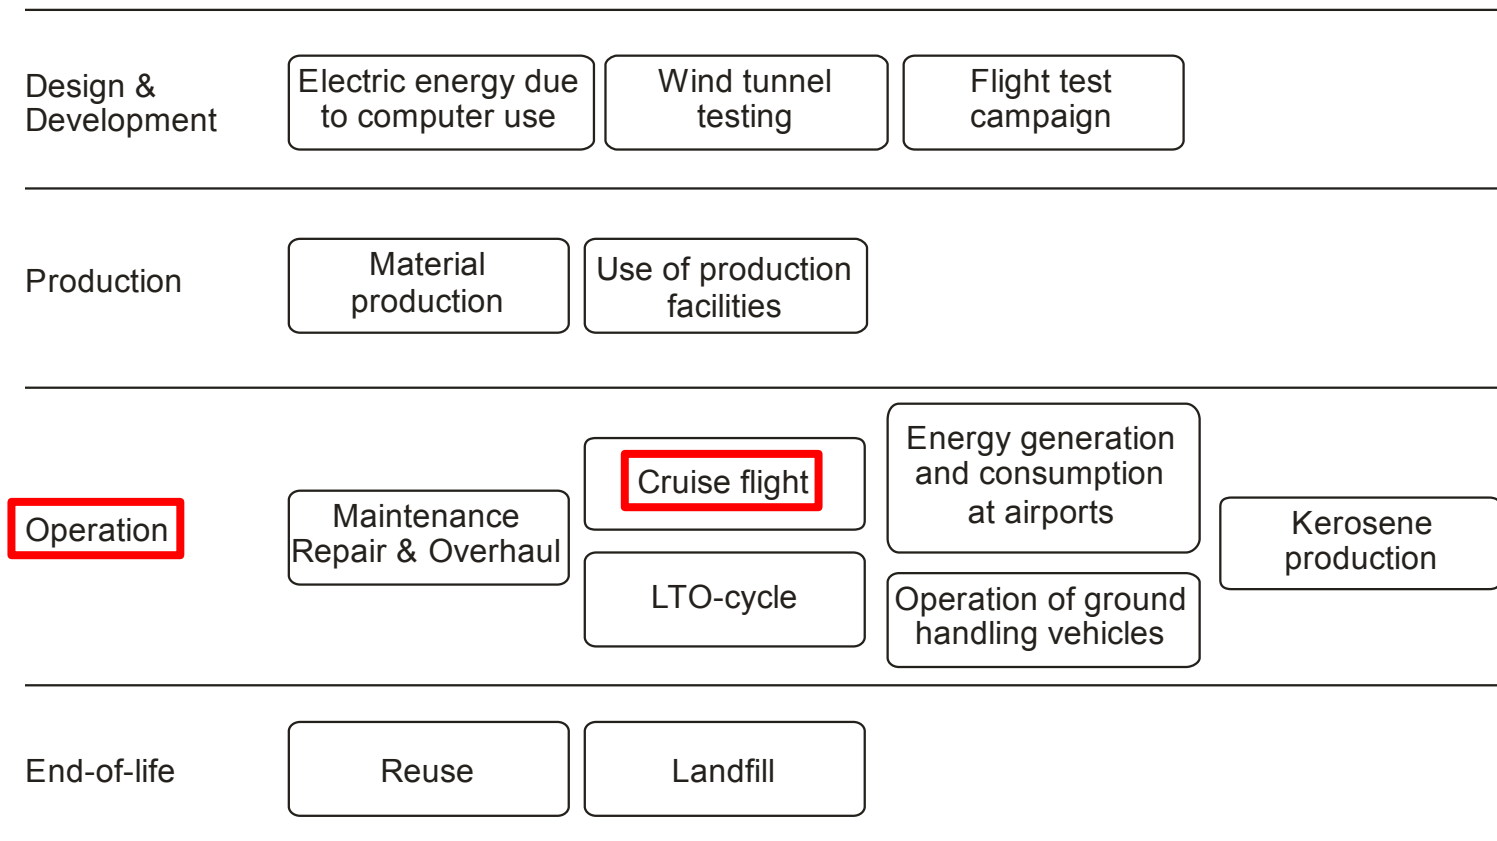 Design &
Development
Electric energy due
to computer use
Wind tunnel
testing
Flight test
campaign
Production
Material
production
Use of production
facilities
Operation
Maintenance
Repair & Overhaul
Cruise flight
LTO-cycle
Energy generation
and consumption
at airports
Operation of ground
handling vehicles
Kerosene
production
End-of-life
Reuse
Landfill